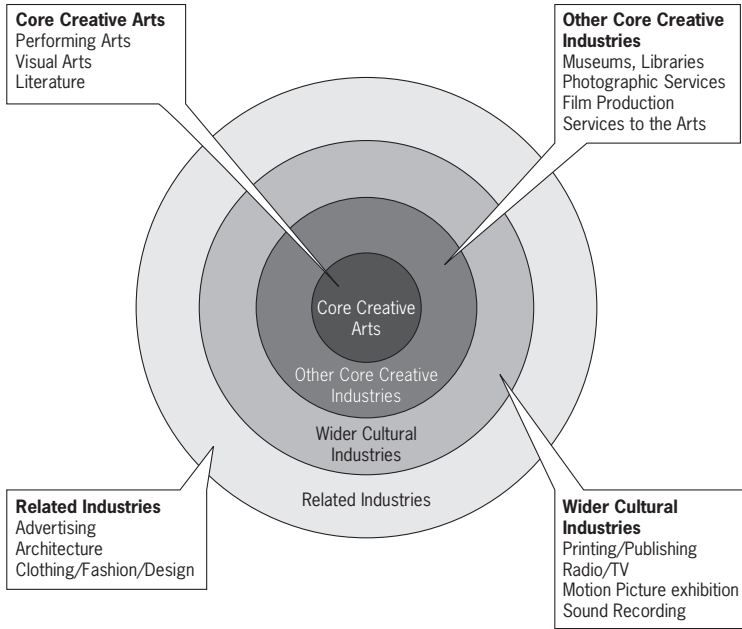 Core Creative Arts
Performing Arts
Visual Arts
Literature
Other Core Creative
Industries
Museums, Libraries
Photographic Services
Film Production
Services to the Arts
Core Creative
Arts
Other Core Creative
Industries
Wider Cultural
Industries
Related Industries
Related Industries
Advertising
Architecture
Clothing/Fashion/Design
Wider Cultural
Industries
Printing/Publishing
Radio/TV
Motion Picture exhibition
Sound Recording